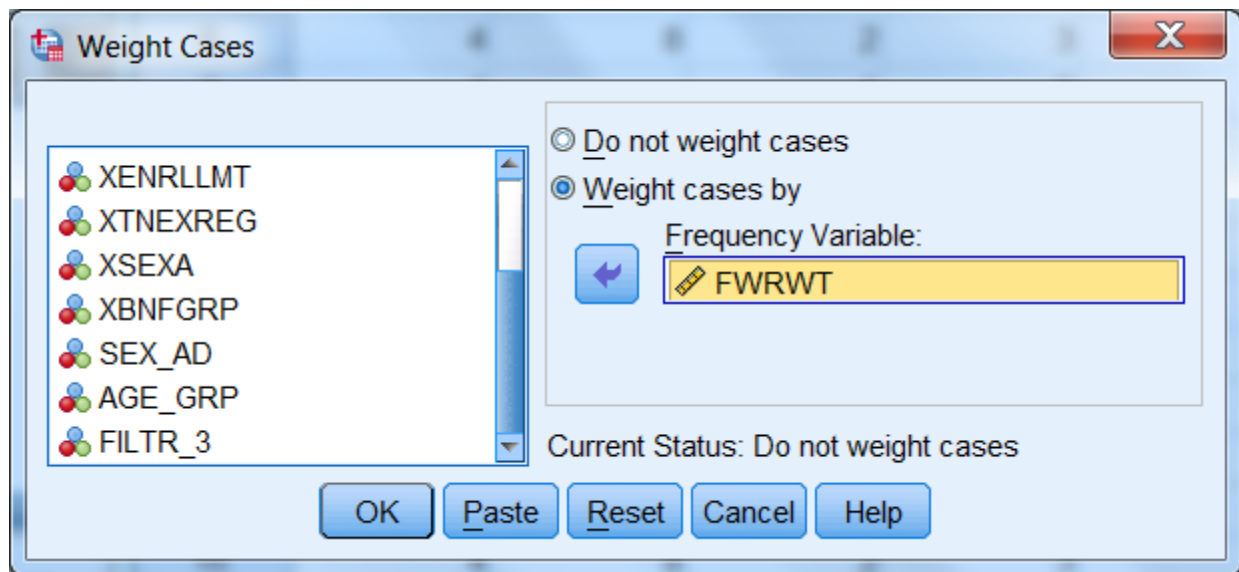 Weight Cases
XENRLLMT
XTNEXREG
XSEXA
XBNFGRP
SEX_AD
AGE_GRP
FILTR_3
Do not weight cases
Weight cases by
Frequency Variable:
FWRWT
Current Status: Do not weight cases
OK Paste Reset Cancel Help